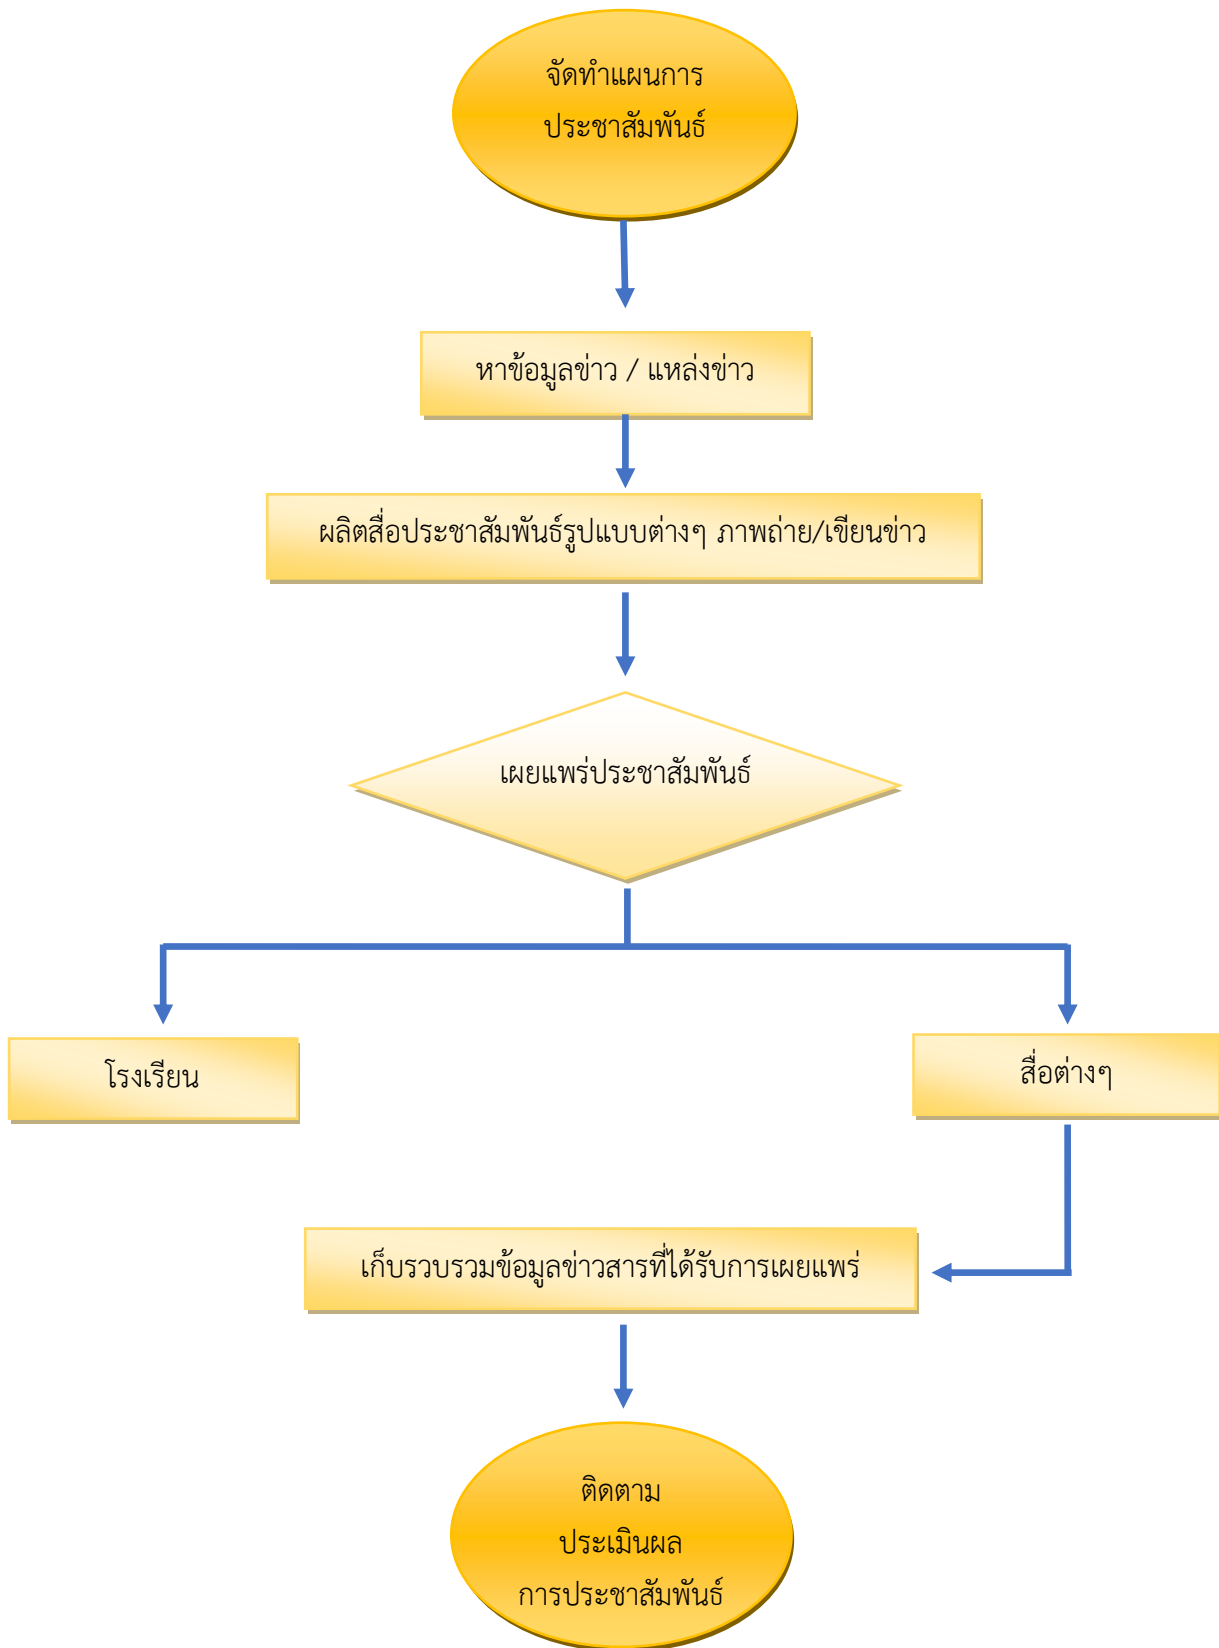 จัดทำแผนการ
ประชาสัมพันธ์
หาข้อมูลข่าว / แหล่งข่าว
ผลิตสื่อประชาสัมพันธ์รูปแบบต่างๆ ภาพถ่าย/เขียนข่าว
เผยแพร่ประชาสัมพันธ์
โรงเรียน
สื่อต่างๆ
เก็บรวบรวมข้อมูลข่าวสารที่ได้รับการเผยแพร่
ติดตาม
ประเมินผล
การประชาสัมพันธ์